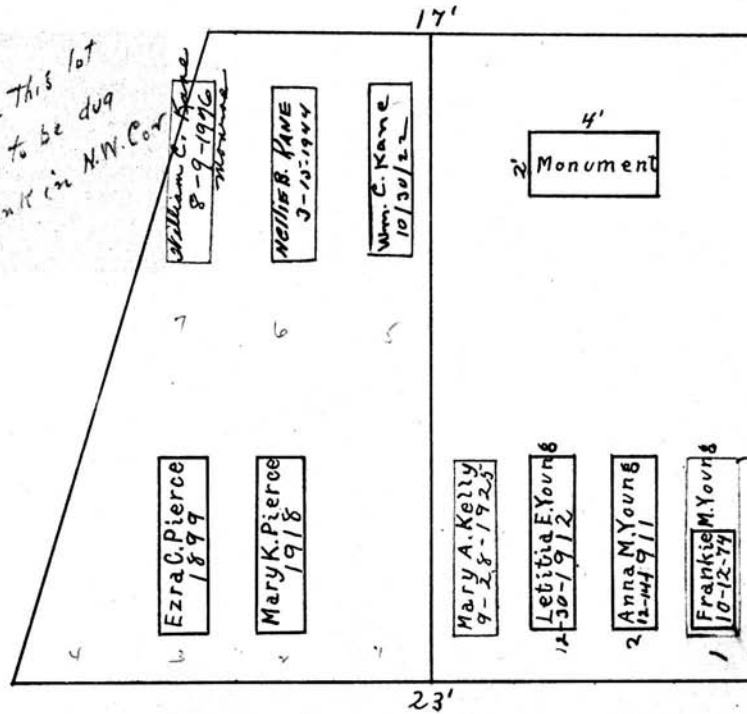 17'
This lot
to be dug
in N.W. Cor
William C. Kane
8-9-1976
NellieB. KANE
3-15-1944
Wm. C. Kane
10/30/22
4'
2'
Monument
7
6
5
Ezra C. Pierce
1899
Mary K. Pierce
1918
Mary A. Kelly
9-28-1925
Letitia E. Young
12-30-1912
Anna M. Young
12-14-1911
Frankie M. Young
10-12-74
4
3
2
1
2
1
23'